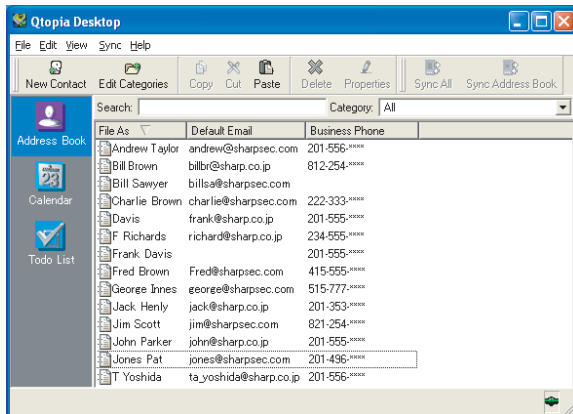 Qtopia Desktop
File Edit View Sync Help
New Contact Edit Categories Copy Cut Paste Delete Properties Sync All Sync Address Book
Search: Category: All
Address Book
Calendar
23
Todo List
File As Default Email Business Phone
Andrew Taylor andrew@sharpsec.com 201-556-****
Bill Brown billbr@sharp.co.jp 812-254-****
Bill Sawyer billsa@sharpsec.com
Charlie Brown charlie@sharpsec.com 222-333-****
Davis frank@sharp.co.jp 201-555-****
F Richards richard@sharp.co.jp 234-555-****
Frank Davis 201-555-****
Fred Brown Fred@sharpsec.com 415-555-****
George Innes george@sharpsec.com 515-777-****
Jack Henly jack@sharp.co.jp 201-353-****
Jim Scott jim@sharpsec.com 821-254-****
John Parker john@sharp.co.jp 201-555-****
Jones Pat jones@sharpsec.com 201-496-****
T Yoshida ta_yoshida@sharp.co.jp 201-556-****